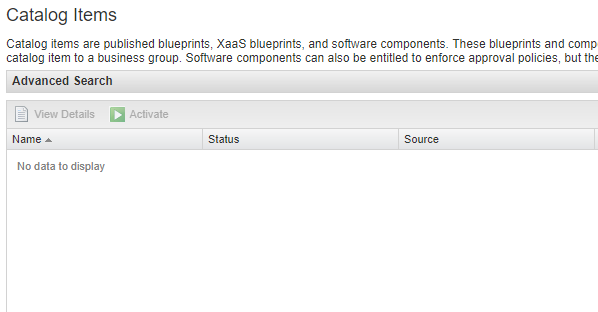 Catalog Items
Catalog items are published blueprints, XaaS blueprints, and software components. These blueprints and comp
catalog item to a business group. Software components can also be entitled to enforce approval policies, but the
Advanced Search
View Details Activate
Name Status Source
No data to display